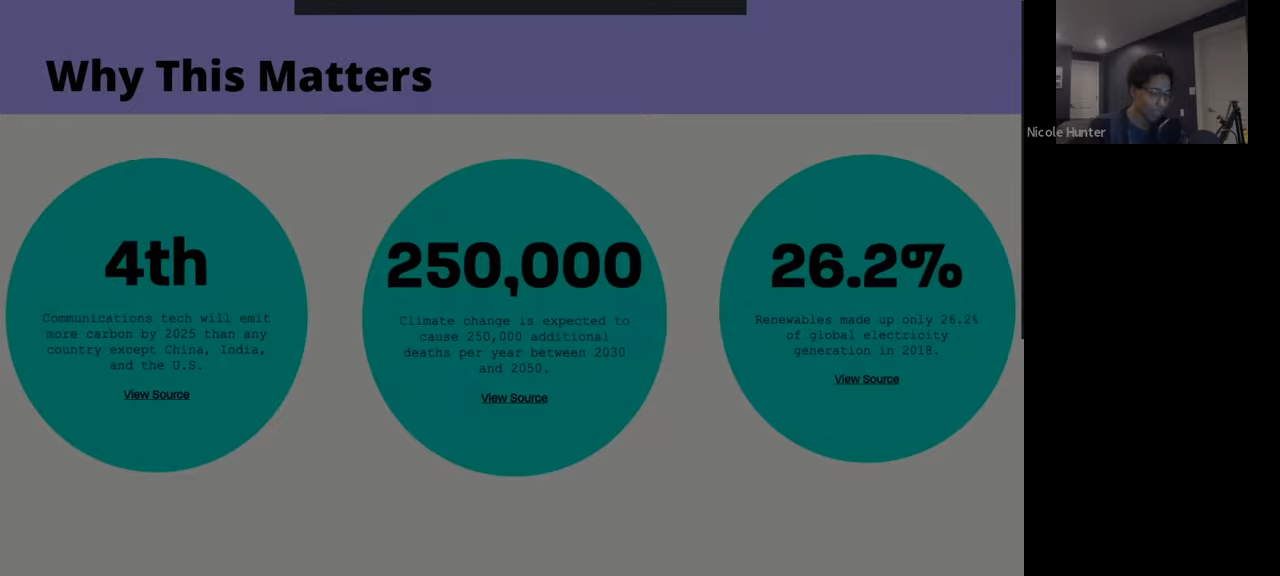 Why This Matters
Nicole Hunter
4th
Communications tech will emit
more carbon by 2025 than any
country except China, India,
and the U.S.
View Source
250,000
Climate change is expected to
cause 250,000 additional
deaths per year between 2030
and 2050.
View Source
26.2%
Renewables made up only 26.2%
of global electricity
generation in 2018.
View Source